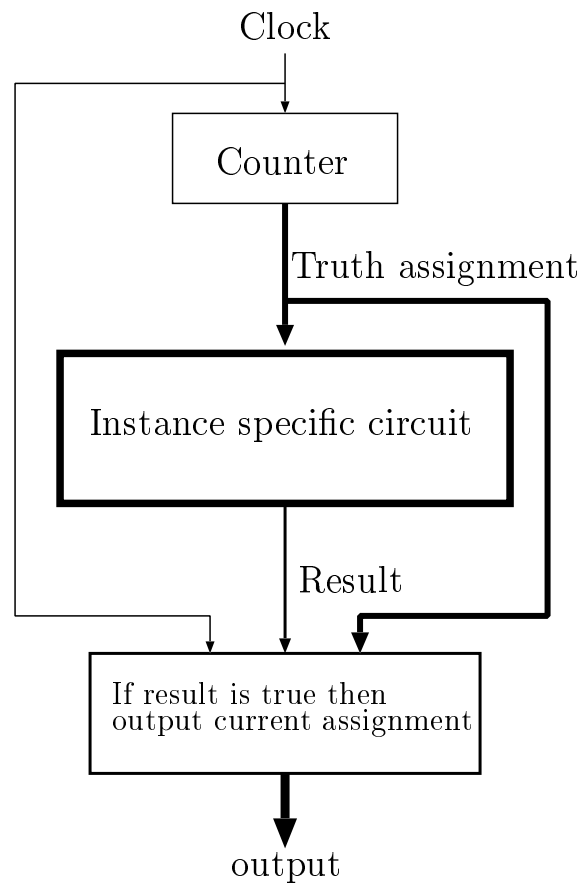 Clock
Counter
Truth assignment
Instance specific circuit
Result
If result is true then
output current assignment
output